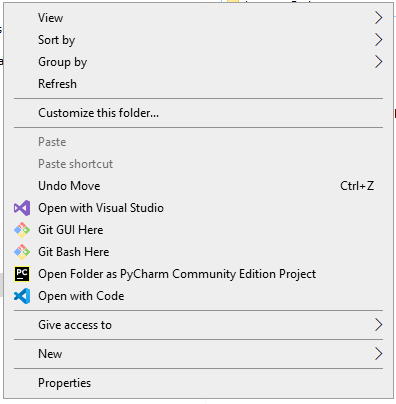 View
Sort by
Group by
Refresh
Customize this folder...
Paste
Paste shortcut
Undo Move Ctrl+Z
Open with Visual Studio
Git GUI Here
Git Bash Here
PC Open Folder as PyCharm Community Edition Project
Open with Code
Give access to
New
Properties